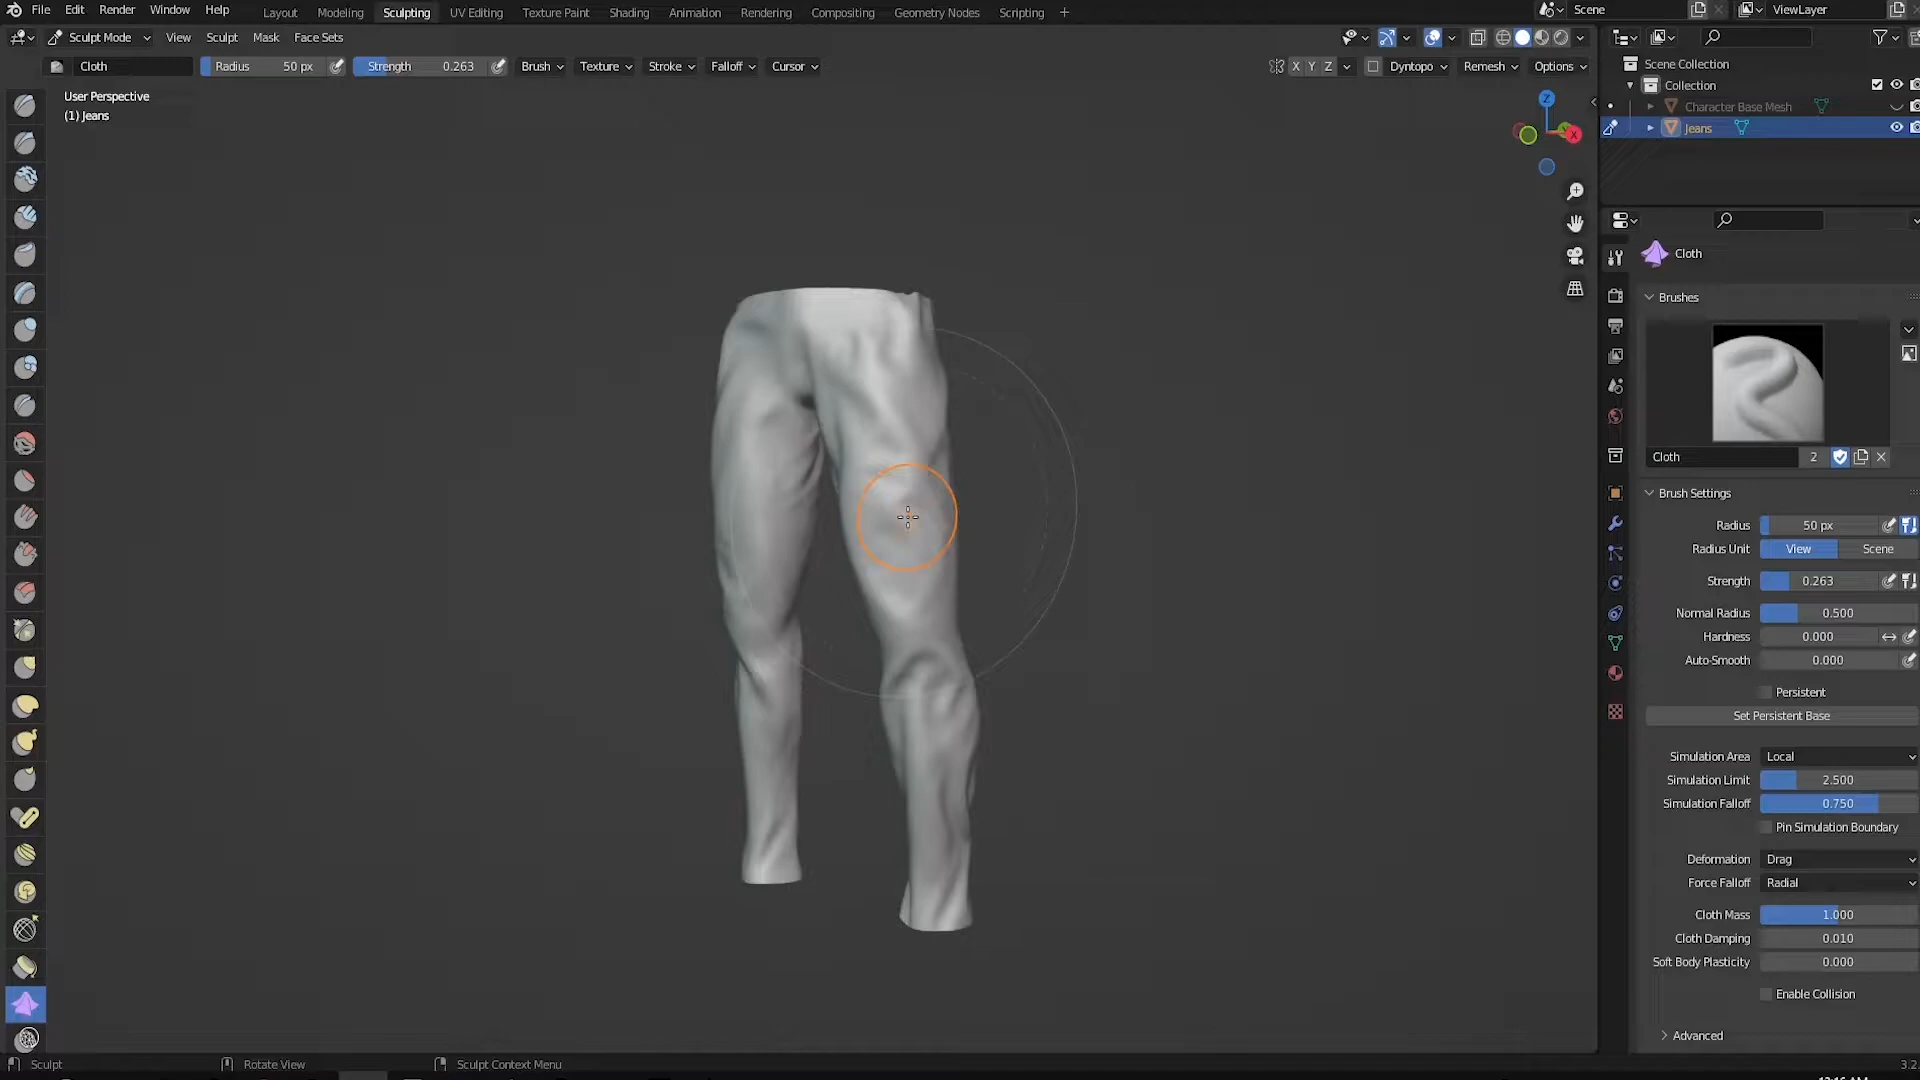 File Edit Render Window Help Layout Modeling Sculpting UV Editing Texture Paint Shading Animation Rendering Compositing Geometry Nodes Scripting + Scene ViewLayer
Sculpt Mode View Sculpt Mask Face Sets
Cloth Radius 50 px Strength 0.263 Brush Texture Stroke Falloff Cursor X Y Z Dyntopo Remesh Options
User Perspective
(1) Jeans
Z
X
Scene Collection
Collection
Character Base Mesh
Jeans
Cloth
Brushes
Cloth 2
Brush Settings
Radius 50 px
Radius Unit View Scene
Strength 0.263
Normal Radius 0.500
Hardness 0.000
Auto-Smooth 0.000
Persistent
Set Persistent Base
Simulation Area Local
Simulation Limit 2.500
Simulation Falloff 0.750
Pin Simulation Boundary
Deformation Drag
Force Falloff Radial
Cloth Mass 1.000
Cloth Damping 0.010
Soft Body Plasticity 0.000
Enable Collision
Advanced
Sculpt Rotate View Sculpt Context Menu 3.2